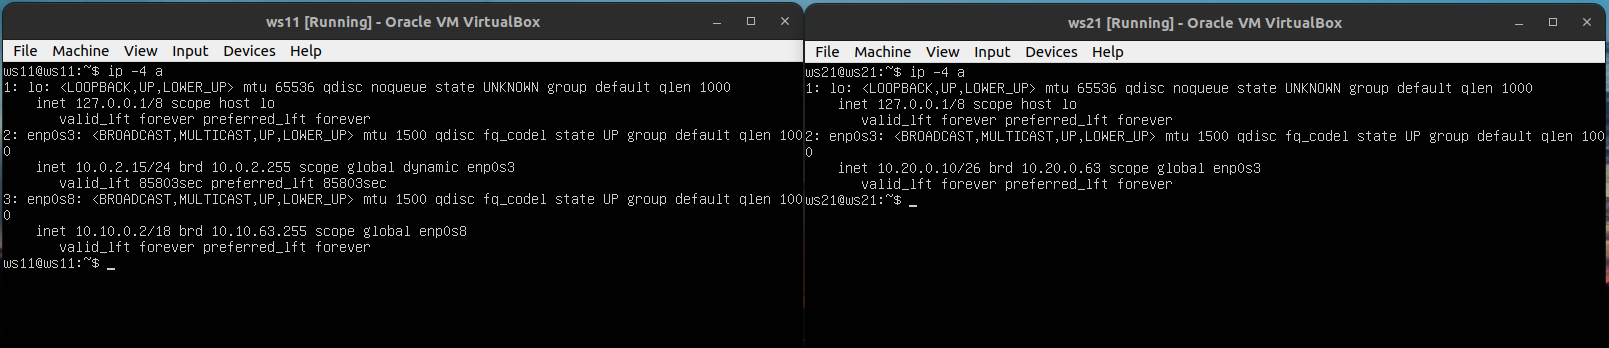 ws11 [Running] - Oracle VM VirtualBox
File Machine View Input Devices Help
ws11@ws11:~$ ip -4 a
1: lo: <LOOPBACK,UP,LOWER_UP> mtu 65536 qdisc noqueue state UNKNOWN group default qlen 1000
    inet 127.0.0.1/8 scope host lo
       valid_lft forever preferred_lft forever
2: enp0s3: <BROADCAST,MULTICAST,UP,LOWER_UP> mtu 1500 qdisc fq_codel state UP group default qlen 100
0
    inet 10.0.2.15/24 brd 10.0.2.255 scope global dynamic enp0s3
       valid_lft 85803sec preferred_lft 85803sec
3: enp0s8: <BROADCAST,MULTICAST,UP,LOWER_UP> mtu 1500 qdisc fq_codel state UP group default qlen 100
0
    inet 10.10.0.2/18 brd 10.10.63.255 scope global enp0s8
       valid_lft forever preferred_lft forever
ws11@ws11:~$ _
ws21 [Running] - Oracle VM VirtualBox
File Machine View Input Devices Help
ws21@ws21:~$ ip -4 a
1: lo: <LOOPBACK,UP,LOWER_UP> mtu 65536 qdisc noqueue state UNKNOWN group default qlen 1000
    inet 127.0.0.1/8 scope host lo
       valid_lft forever preferred_lft forever
2: enp0s3: <BROADCAST,MULTICAST,UP,LOWER_UP> mtu 1500 qdisc fq_codel state UP group default qlen 100
0
    inet 10.20.0.10/26 brd 10.20.0.63 scope global enp0s3
       valid_lft forever preferred_lft forever
ws21@ws21:~$ _